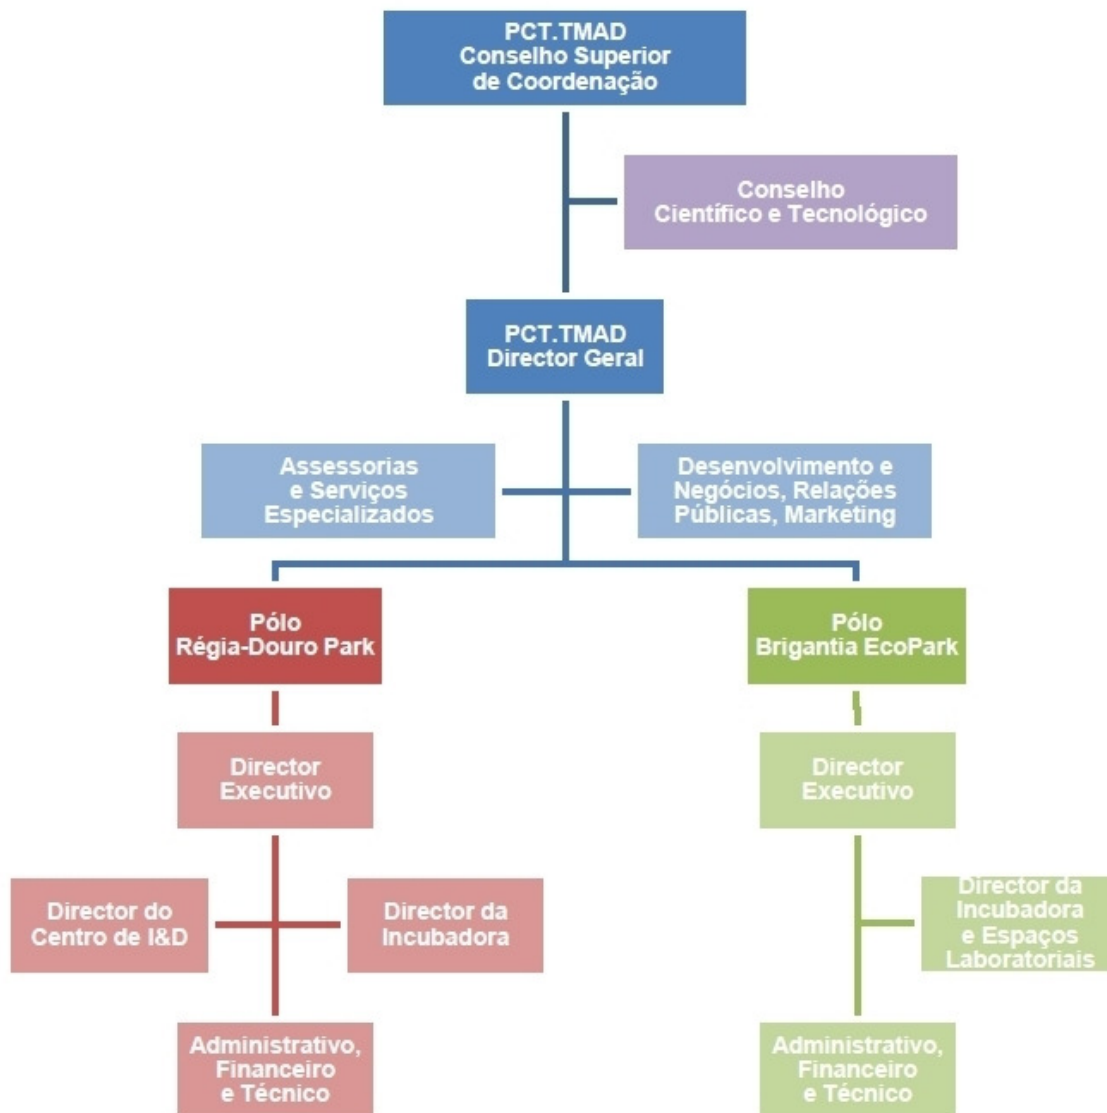 PCT.TMAD
Conselho Superior
de Coordenação
Conselho
Científico e Tecnológico
PCT.TMAD
Director Geral
Assessorias
e Serviços
Especializados
Desenvolvimento e
Negócios, Relações
Públicas, Marketing
Pólo
Régia-Douro Park
Pólo
Brigantia EcoPark
Director
Executivo
Director
Executivo
Director do
Centro de I&D
Director da
Incubadora
Director da
Incubadora
e Espaços
Laboratoriais
Administrativo,
Financeiro
e Técnico
Administrativo,
Financeiro
e Técnico